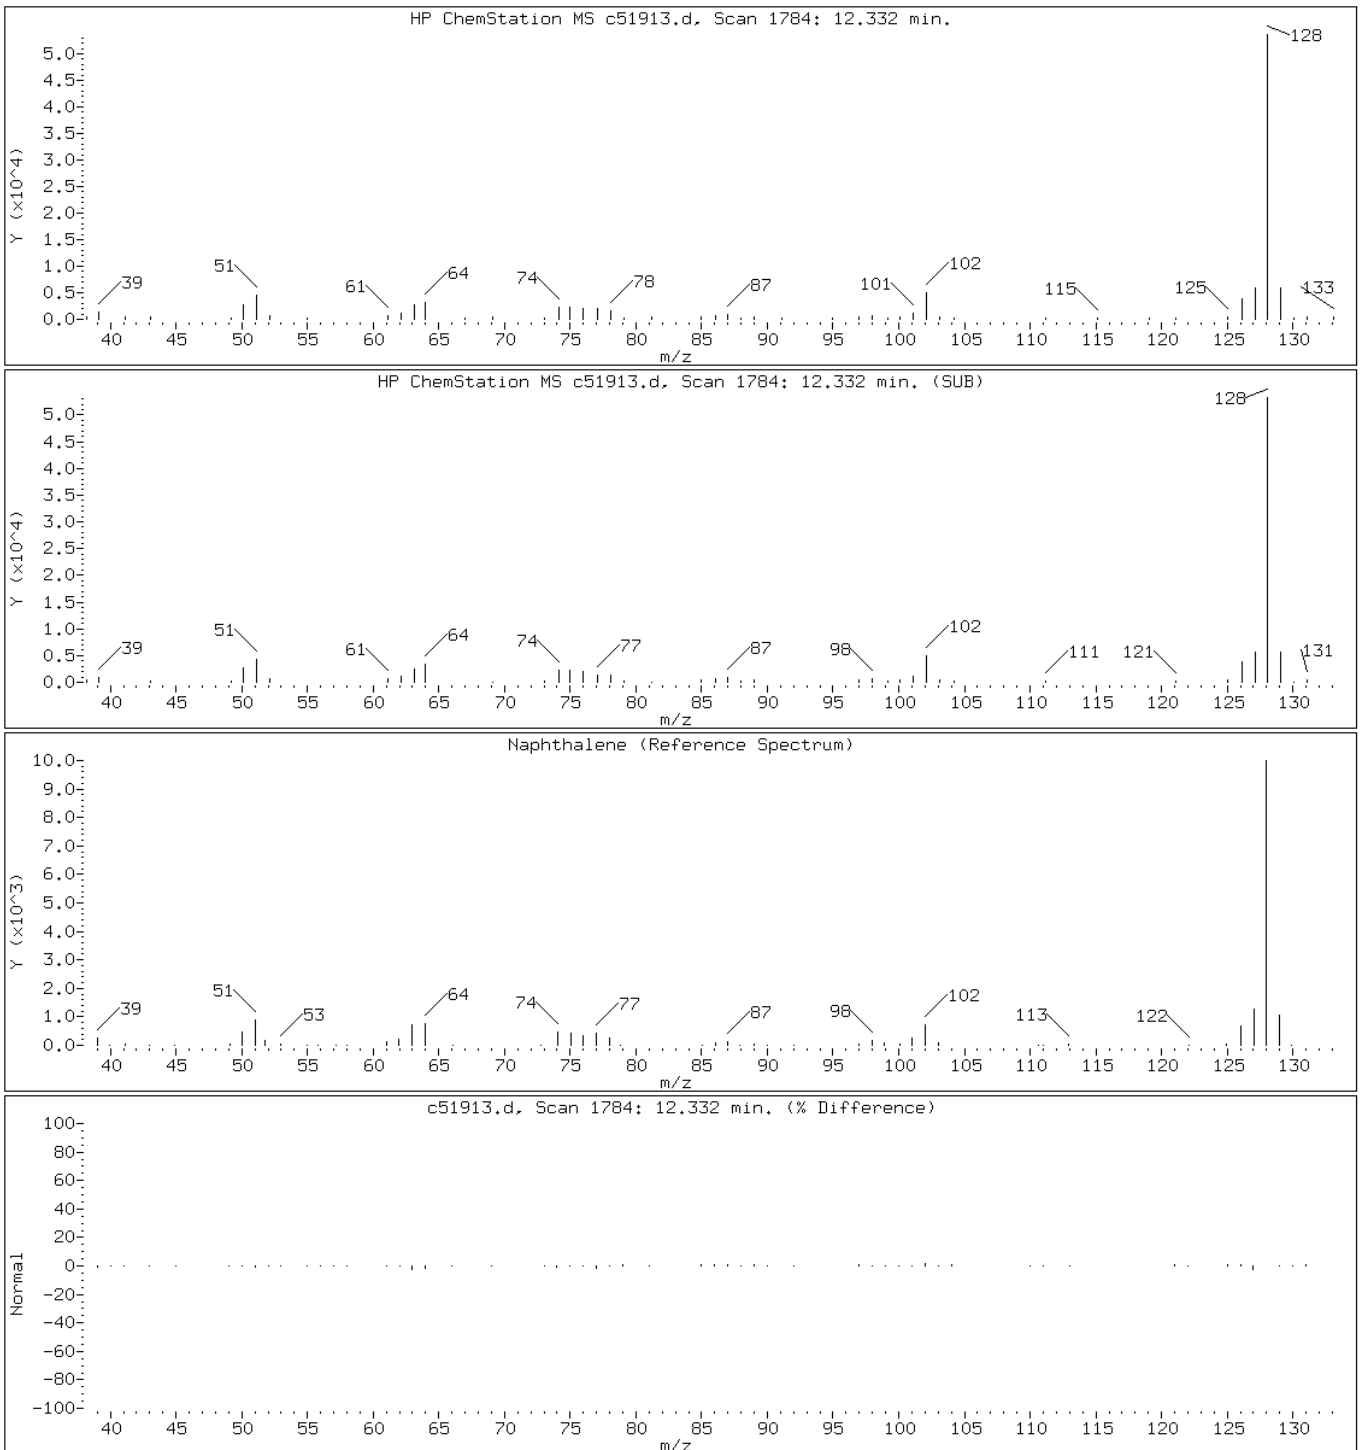 HP ChemStation MS c51913.d, Scan 1784: 12.332 min.
Y (x10^4)
5.0
4.5
4.0
3.5
3.0
2.5
2.0
1.5
1.0
0.5
0.0
39 51 61 64 74 78 87 101 102 115 125 128 133
40 45 50 55 60 65 70 75 80 85 90 95 100 105 110 115 120 125 130
m/z
HP ChemStation MS c51913.d, Scan 1784: 12.332 min. (SUB)
Y (x10^4)
5.0
4.5
4.0
3.5
3.0
2.5
2.0
1.5
1.0
0.5
0.0
39 51 61 64 74 77 87 98 102 111 121 128 131
40 45 50 55 60 65 70 75 80 85 90 95 100 105 110 115 120 125 130
m/z
Naphthalene (Reference Spectrum)
Y (x10^3)
10.0
9.0
8.0
7.0
6.0
5.0
4.0
3.0
2.0
1.0
0.0
39 51 53 64 74 77 87 98 102 113 122
40 45 50 55 60 65 70 75 80 85 90 95 100 105 110 115 120 125 130
m/z
c51913.d, Scan 1784: 12.332 min. (% Difference)
Normal
100
80
60
40
20
0
-20
-40
-60
-80
-100
40 45 50 55 60 65 70 75 80 85 90 95 100 105 110 115 120 125 130
m/z